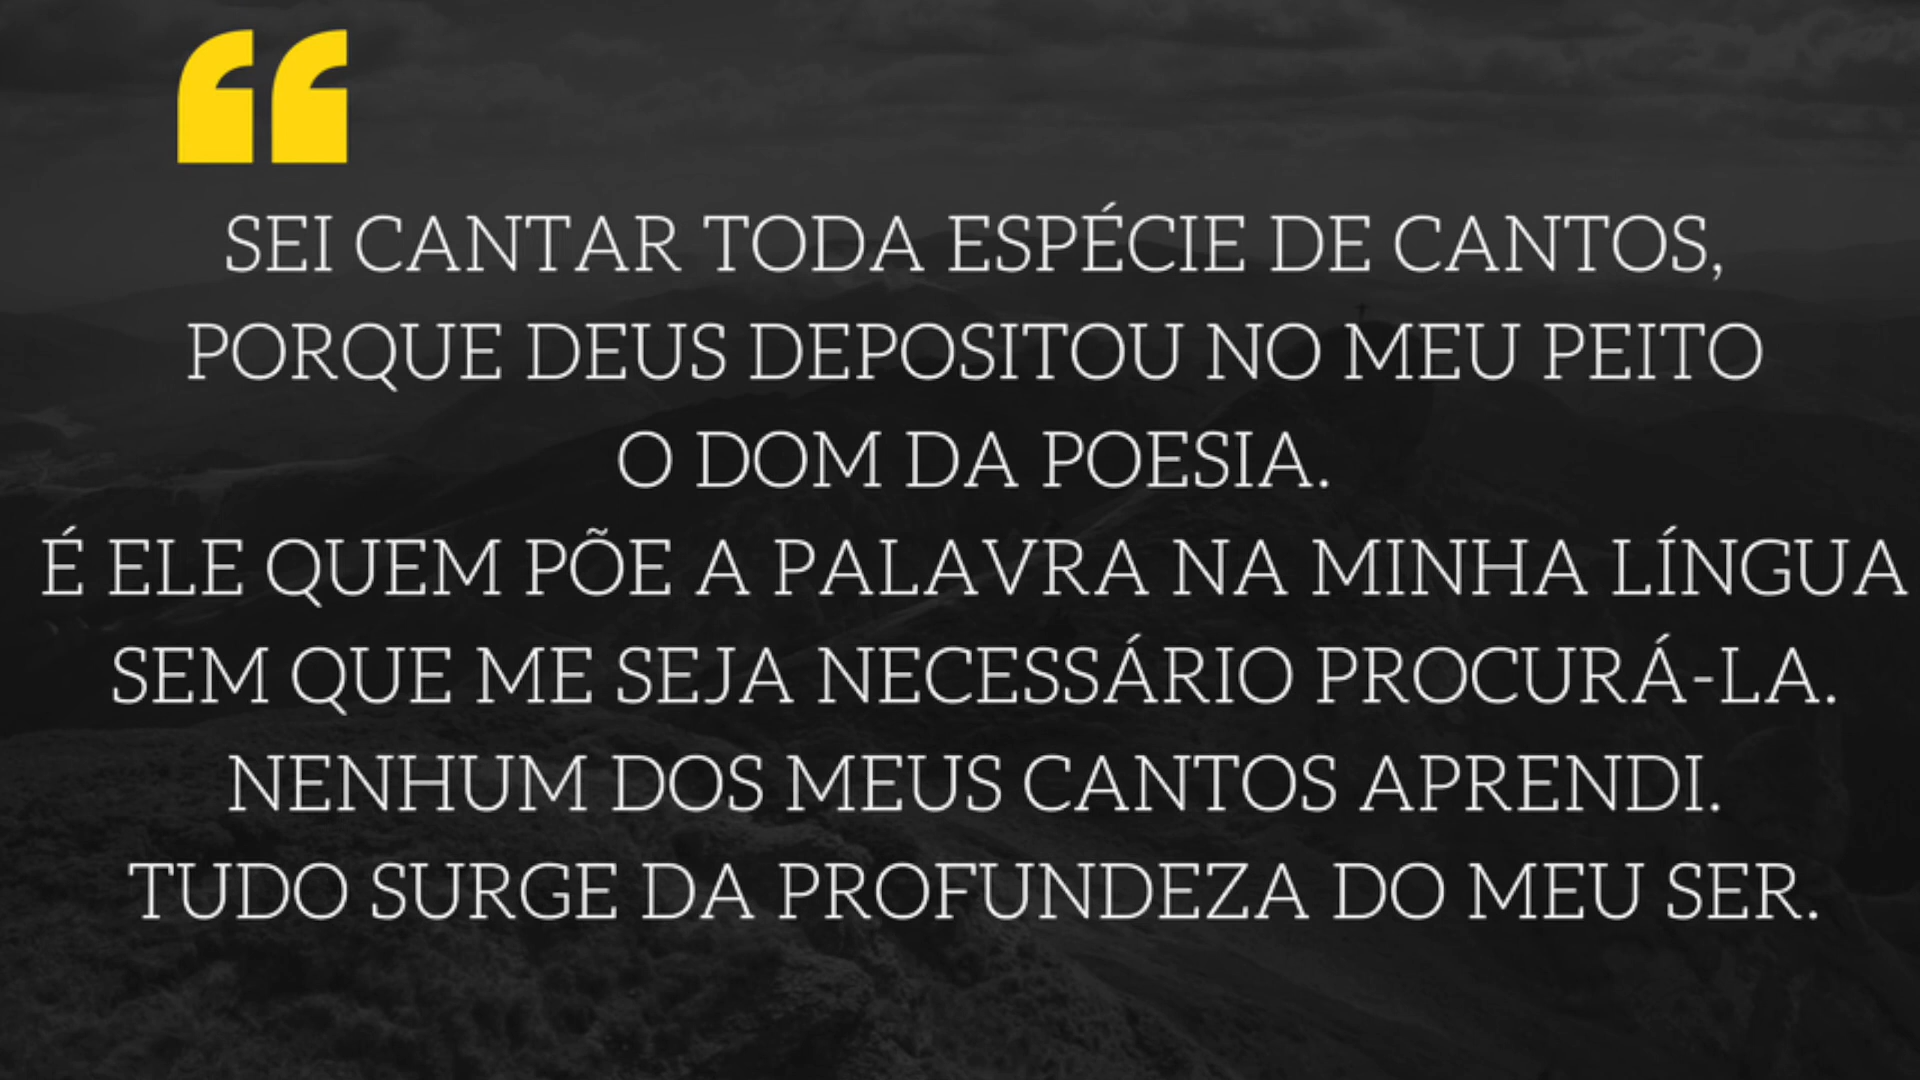 SEI CANTAR TODA ESPÉCIE DE CANTOS,
PORQUE DEUS DEPOSITOU NO MEU PEITO
O DOM DA POESIA.
É ELE QUEM PÕE A PALAVRA NA MINHA LÍNGUA
SEM QUE ME SEJA NECESSÁRIO PROCURÁ-LA.
NENHUM DOS MEUS CANTOS APRENDI.
TUDO SURGE DA PROFUNDEZA DO MEU SER.